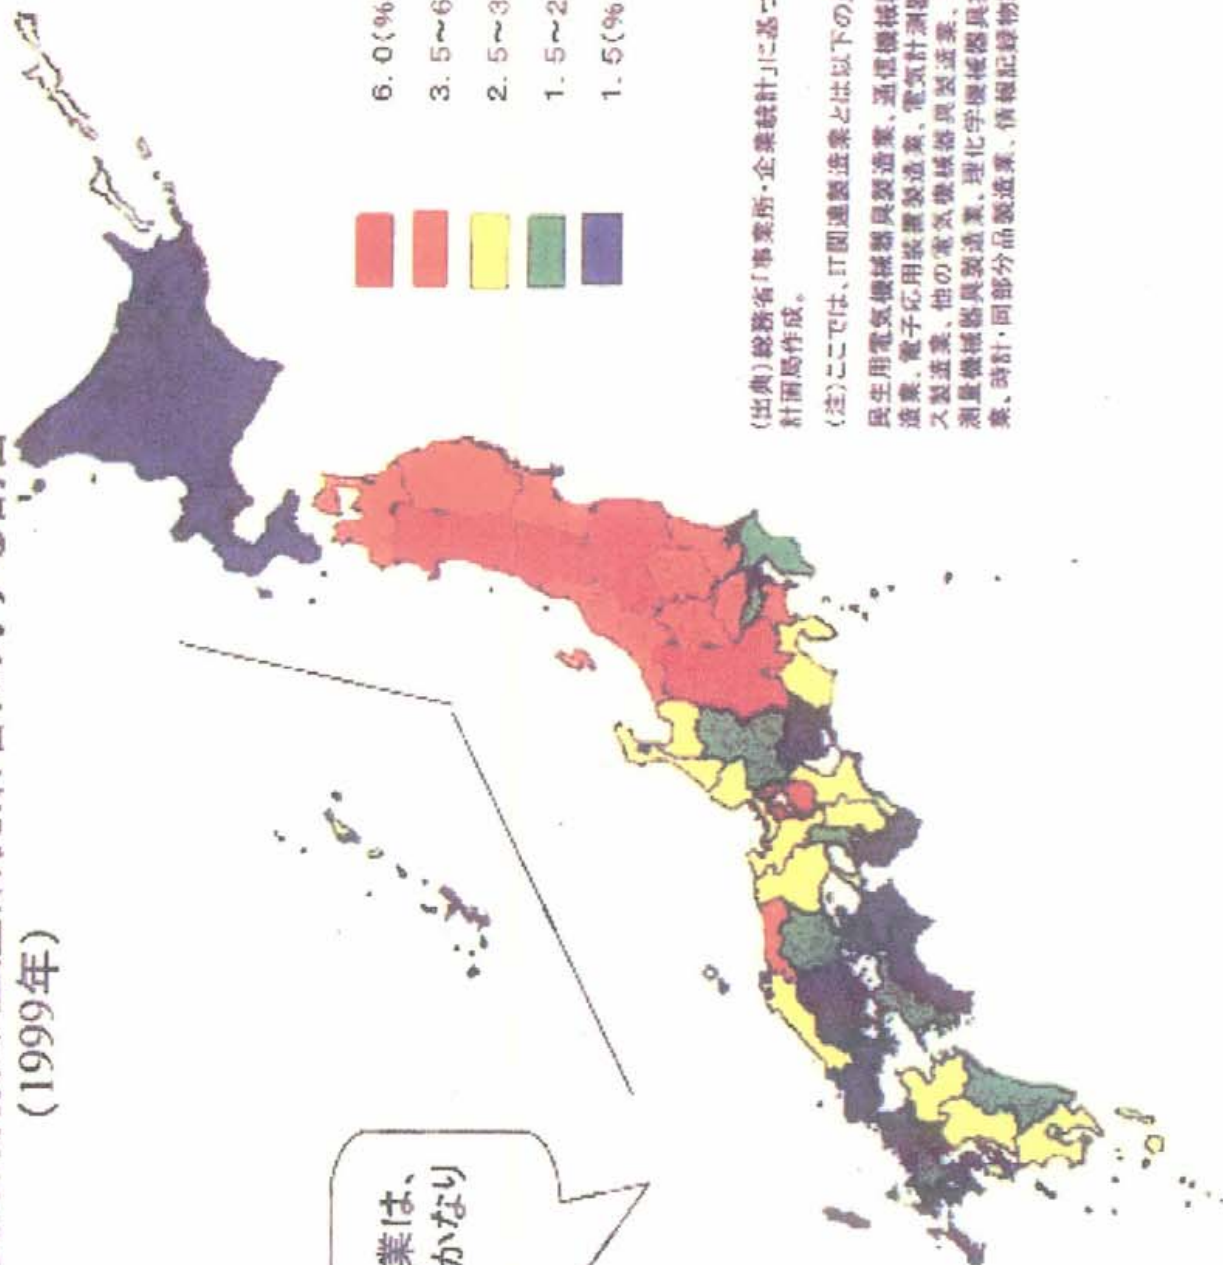 (1999年)
業は、
かなり
6.0(%
3.5~6
2.5~3
1.5~2
1.5(%
(出典)総務省「事業所・企業統計」に基づ
計画局作成。
(注)ここでは、IT関連製造業とは以下の
民生用電気機械器具製造業、通信機械
造業、電子応用装置製造業、電気計測器
ス製造業、他の電気機械器具製造業、
測量機械器具製造業、理化学機械器具
業、時計・同部分品製造業、情報記録物